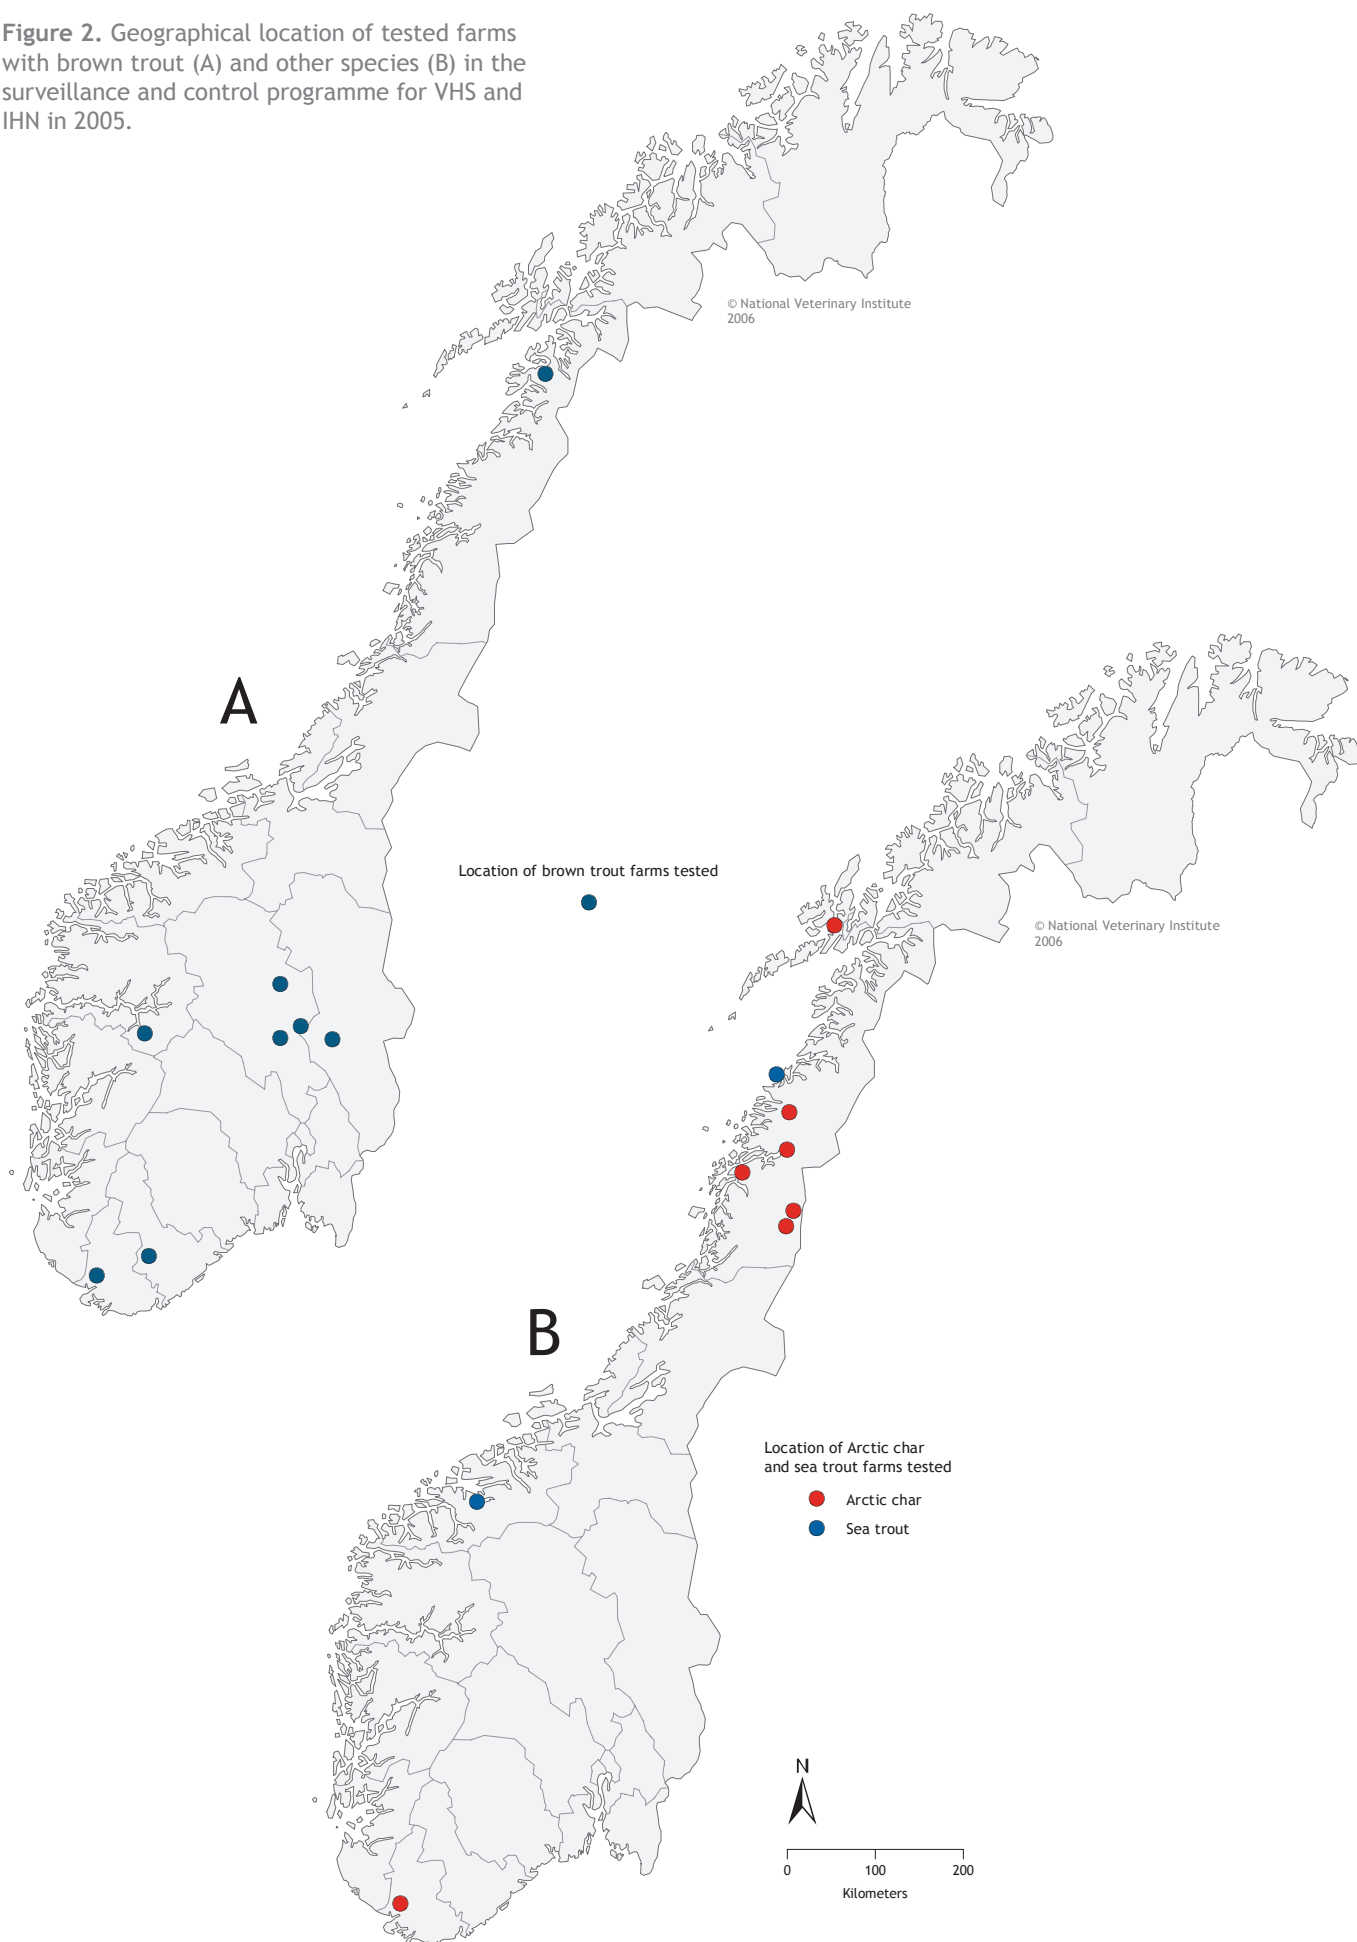 Figure 2. Geographical location of tested farms
with brown trout (A) and other species (B) in the
surveillance and control programme for VHS and
IHN in 2005.
© National Veterinary Institute
2006
A
Location of brown trout farms tested
© National Veterinary Institute
2006
B
Location of Arctic char
and sea trout farms tested
Arctic char
Sea trout
N
0 100 200
Kilometers